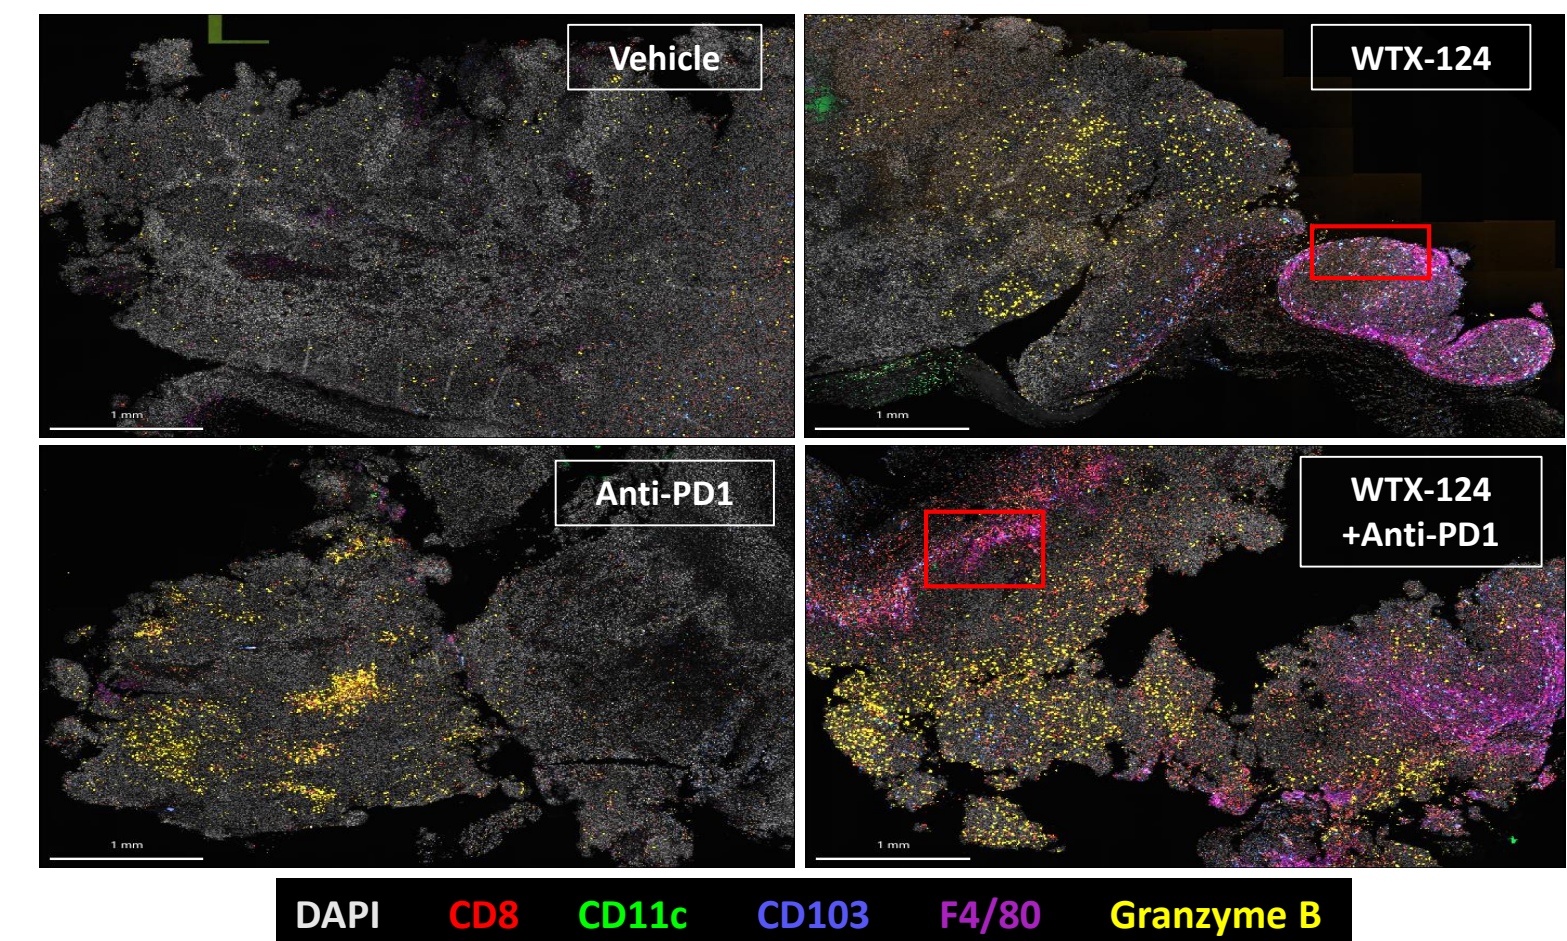 Vehicle
1 mm
WTX-124
1 mm
Anti-PD1
1 mm
WTX-124
+Anti-PD1
1 mm
DAPI CD8 CD11c CD103 F4/80 Granzyme B